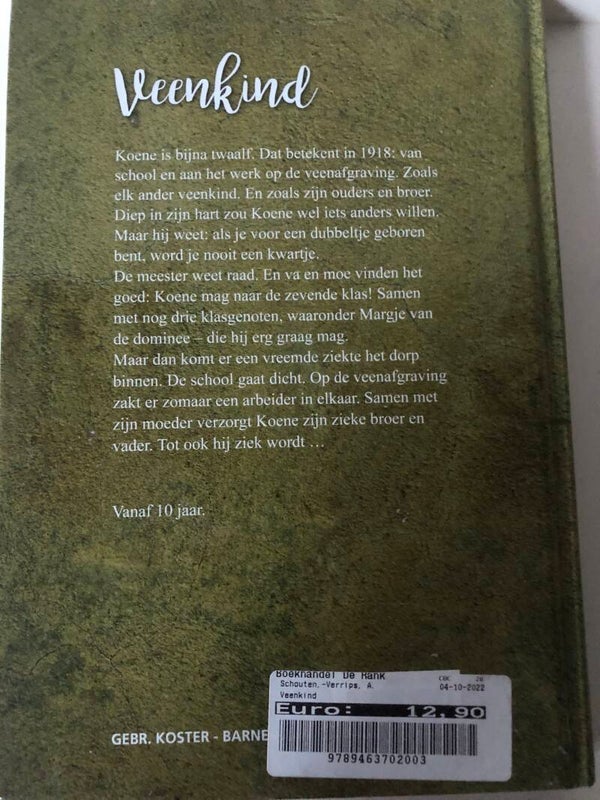 Veenkind
Koene is bijna twaalf. Dat betekent in 1918: van
school en aan het werk op de veenafgraving. Zoals
elk ander veenkind. En zoals zijn ouders en broer.
Diep in zijn hart zou Koene wel iets anders willen.
Maar hij weet: als je voor een dubbeltje geboren
bent, word je nooit een kwartje.
De meester weet raad. En va en moe vinden het
goed: Koene mag naar de zevende klas! Samen
met nog drie klasgenoten, waaronder Margje van
de dominee – die hij erg graag mag.
Maar dan komt er een vreemde ziekte het dorp
binnen. De school gaat dicht. Op de veenafgraving
zakt er zomaar een arbeider in elkaar. Samen met
zijn moeder verzorgt Koene zijn zieke broer en
vader. Tot ook hij ziek wordt …
Vanaf 10 jaar.
Boekhandel De Hank
Schouten.-Verrips, A. 04-10-2022
Veenkind
Euro: 12,90
GEBR. KOSTER - BARNE
9789463702003